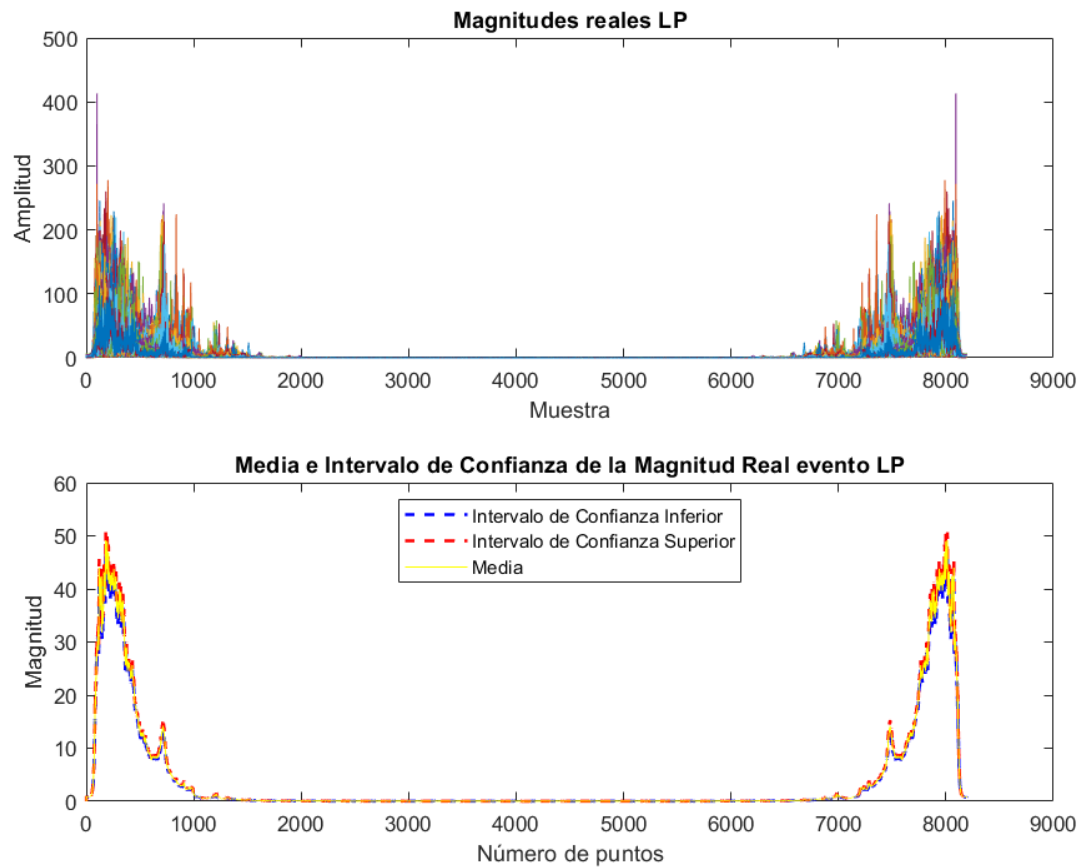 Magnitudes reales LP
500
400
300
200
100
0
Amplitud
0 1000 2000 3000 4000 5000 6000 7000 8000 9000
Muestra
Media e Intervalo de Confianza de la Magnitud Real evento LP
60
50
40
30
20
10
0
Magnitud
Intervalo de Confianza Inferior
Intervalo de Confianza Superior
Media
0 1000 2000 3000 4000 5000 6000 7000 8000 9000
Número de puntos